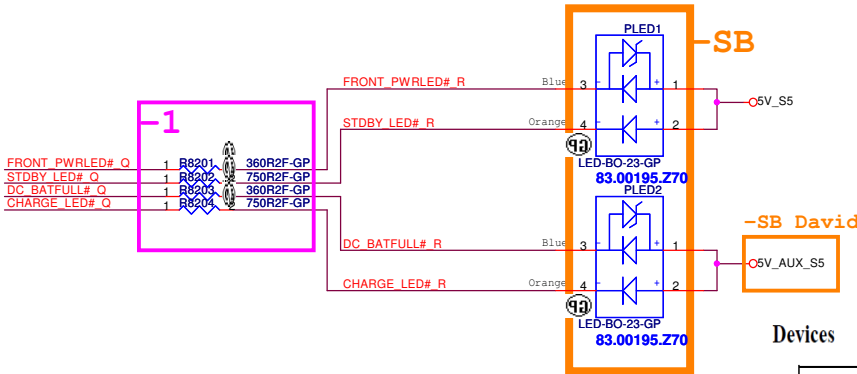 PLED1
-SB
FRONT_PWRLED#_R
Blue
3
-
+
1
5V_S5
STDBY_LED#_R
Orange
4
-
+
2
LED-BO-23-GP
83.00195.Z70
-1
FRONT_PWRLED#_Q
1
R8201
360R2F-GP
STDBY_LED#_Q
1
R8202
750R2F-GP
DC_BATFULL#_Q
1
R8203
360R2F-GP
CHARGE_LED#_Q
1
R8204
2
750R2F-GP
PLED2
-SB David
DC_BATFULL#_R
Blue
3
-
+
1
5V_AUX_S5
CHARGE_LED#_R
Orange
4
-
+
2
LED-BO-23-GP
83.00195.Z70
Devices